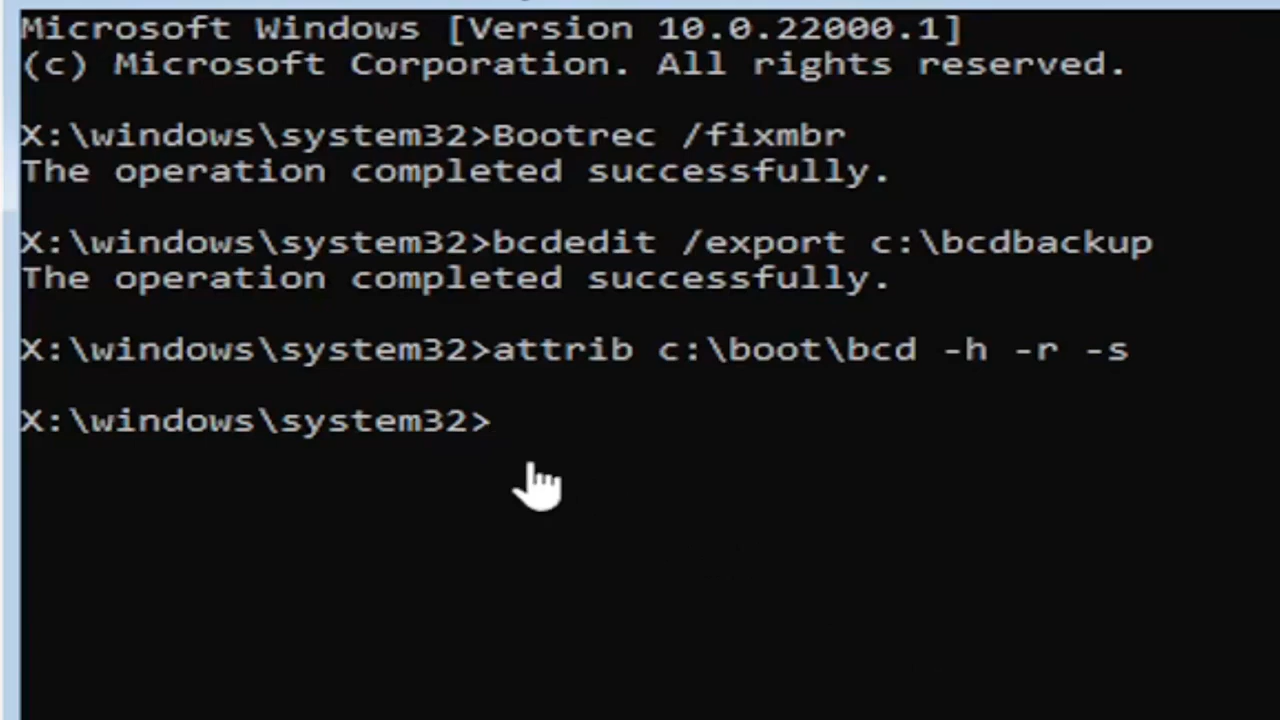 Microsoft Windows [Version 10.0.22000.1]
(c) Microsoft Corporation. All rights reserved.
X:\windows\system32>Bootrec /fixmbr
The operation completed successfully.
X:\windows\system32>bcdedit /export c:\bcdbackup
The operation completed successfully.
X:\windows\system32>attrib c:\boot\bcd -h -r -s
X:\windows\system32>